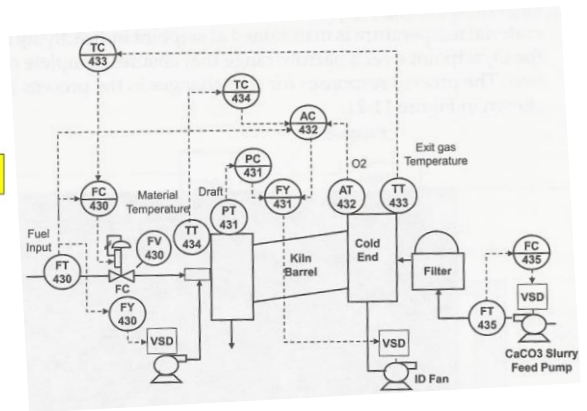 TC
433
TC
434
AC
432
PC
431
Exit gas
Temperature
O2
FC
430
Material
Temperature
Draft
FY
431
AT
432
TT
433
Fuel
Input
FV
430
TT
434
PT
431
Kiln
Barrel
Cold
End
Filter
FC
435
FT
430
FC
FY
430
VSD
VSD
FT
435
VSD
ID Fan
CaCO3 Slurry
Feed Pump